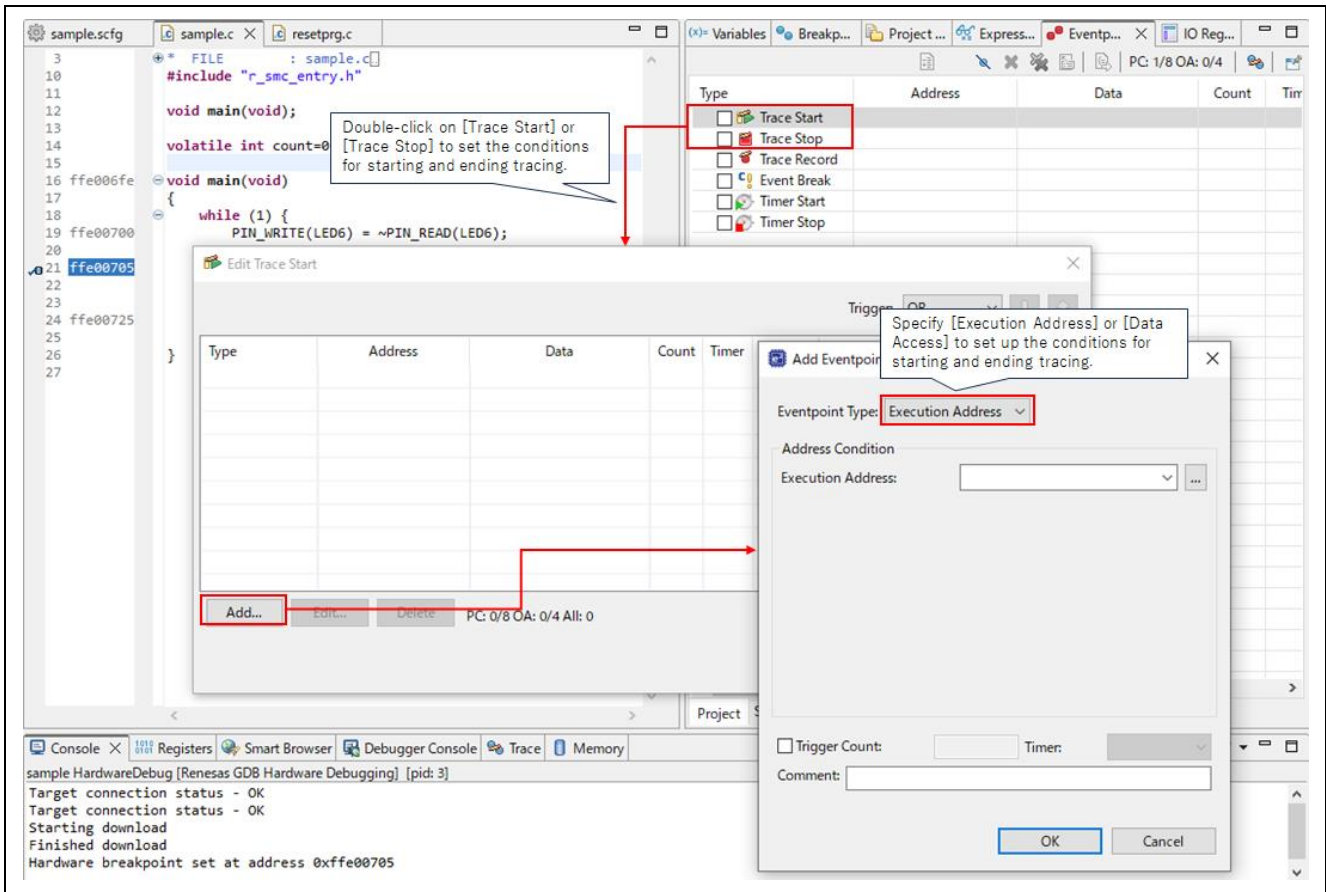 sample.scfg sample.c resetprg.c
(x)= Variables Breakp... Project ... Express... Eventp... IO Reg...
PC: 1/8 OA: 0/4
3 * FILE : sample.c
10 #include "r_smc_entry.h"
11
12 void main(void);
13
14 volatile int count=0
15
16 ffe006fe void main(void)
17 {
18 while (1) {
19 ffe00700 PIN_WRITE(LED6) = ~PIN_READ(LED6);
20
21 ffe00705
22
23
24 ffe00725
25
26 }
27
Double-click on [Trace Start] or
[Trace Stop] to set the conditions
for starting and ending tracing.
Type Address Data Count Tim
Trace Start
Trace Stop
Trace Record
Event Break
Timer Start
Timer Stop
Edit Trace Start
Trigger OR
Type Address Data Count Timer
Add... Edit... Delete PC: 0/8 OA: 0/4 All: 0
Specify [Execution Address] or [Data
Access] to set up the conditions for
starting and ending tracing.
Add Eventpoin
Eventpoint Type: Execution Address
Address Condition
Execution Address: ...
Trigger Count: Timer:
Comment:
OK Cancel
Project
Console Registers Smart Browser Debugger Console Trace Memory
sample HardwareDebug [Renesas GDB Hardware Debugging] [pid: 3]
Target connection status - OK
Target connection status - OK
Starting download
Finished download
Hardware breakpoint set at address 0xffe00705